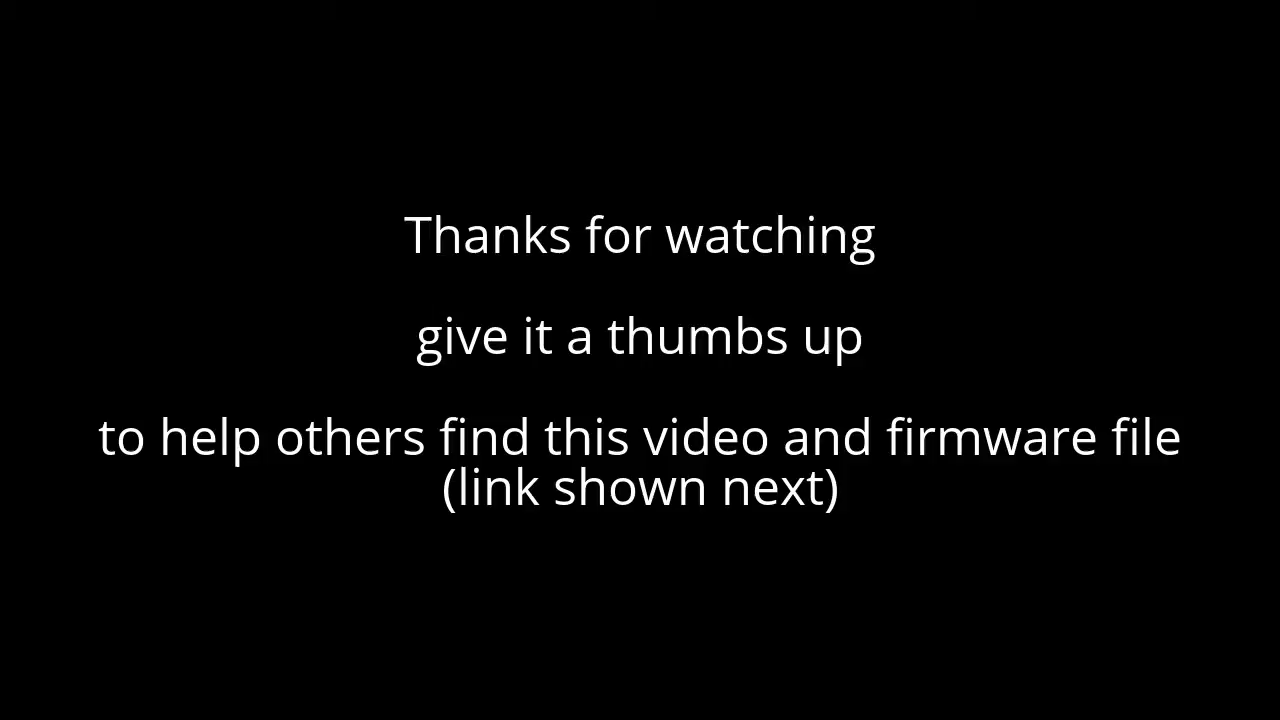 Thanks for watching
give it a thumbs up
to help others find this video and firmware file
(link shown next)